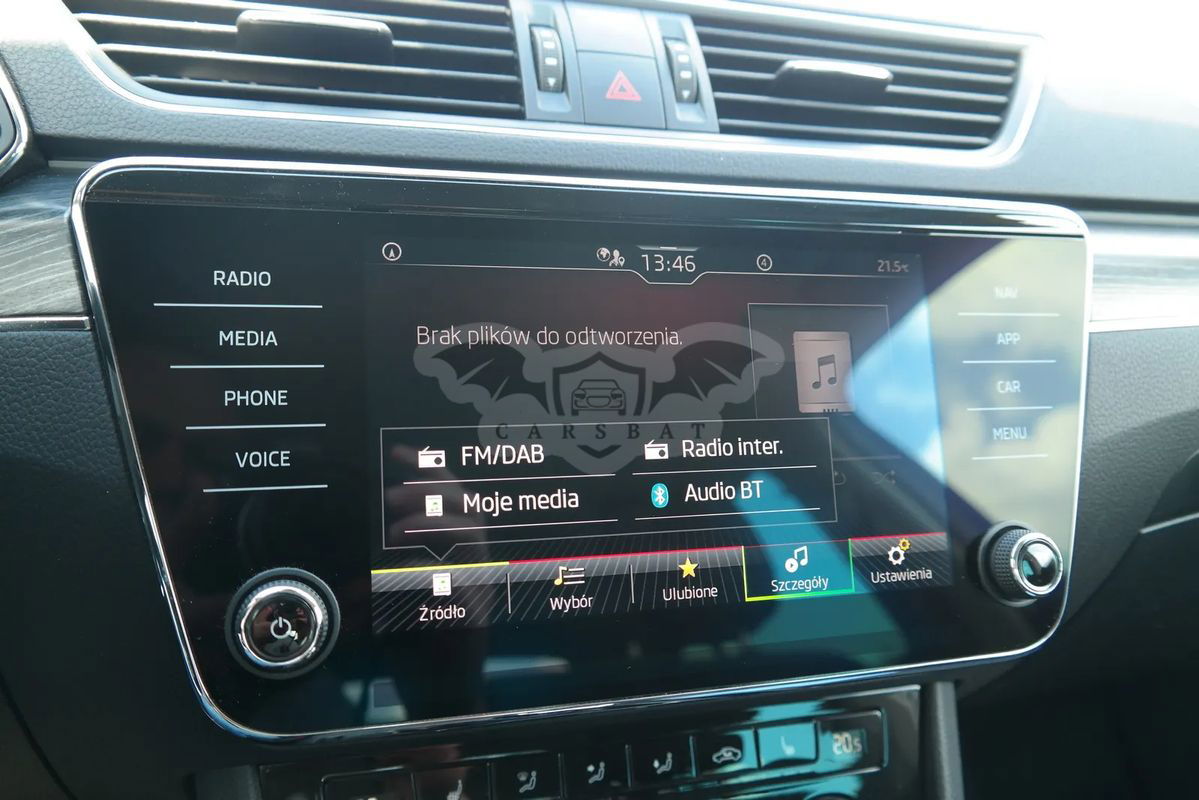 RADIO
MEDIA
PHONE
VOICE
13:46
4
21.5°C
Brak plików do odtworzenia.
CARSBAT
FM/DAB
Radio inter.
Moje media
Audio BT
Źródło
Wybór
Ulubione
Szczegóły
Ustawienia
NAV
APP
CAR
MENU
20.5